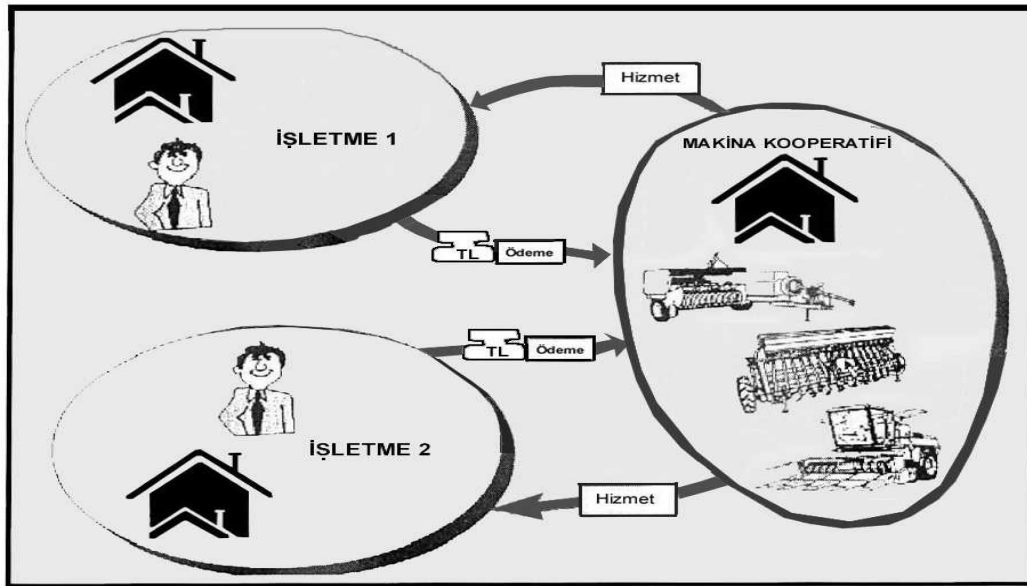 Hizmet
İŞLETME 1
MAKİNA KOOPERATİFİ
TL
Ödeme
TL
Ödeme
İŞLETME 2
Hizmet